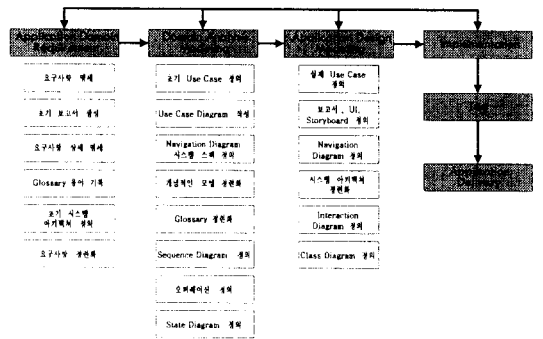 요구사항 명세
초기 보고서 작성
요구사항 상세 명세
Glossary 용어 기록
초기 시스템
아키텍처 정의
요구사항 정련화
초기 Use Case 정의
Use Case Diagram 작성
Navigation Diagram
시스템 스펙 정의
개념적인 모델 정련화
Glossary 정련화
Sequence Diagram 정의
오퍼레이션 정의
State Diagram 정의
실제 Use Case
정의
보고서, UI,
Storyboard 정의
Navigation
Diagram 정의
시스템 아키텍처
정련화
Interaction
Diagram 정의
Class Diagram 정의